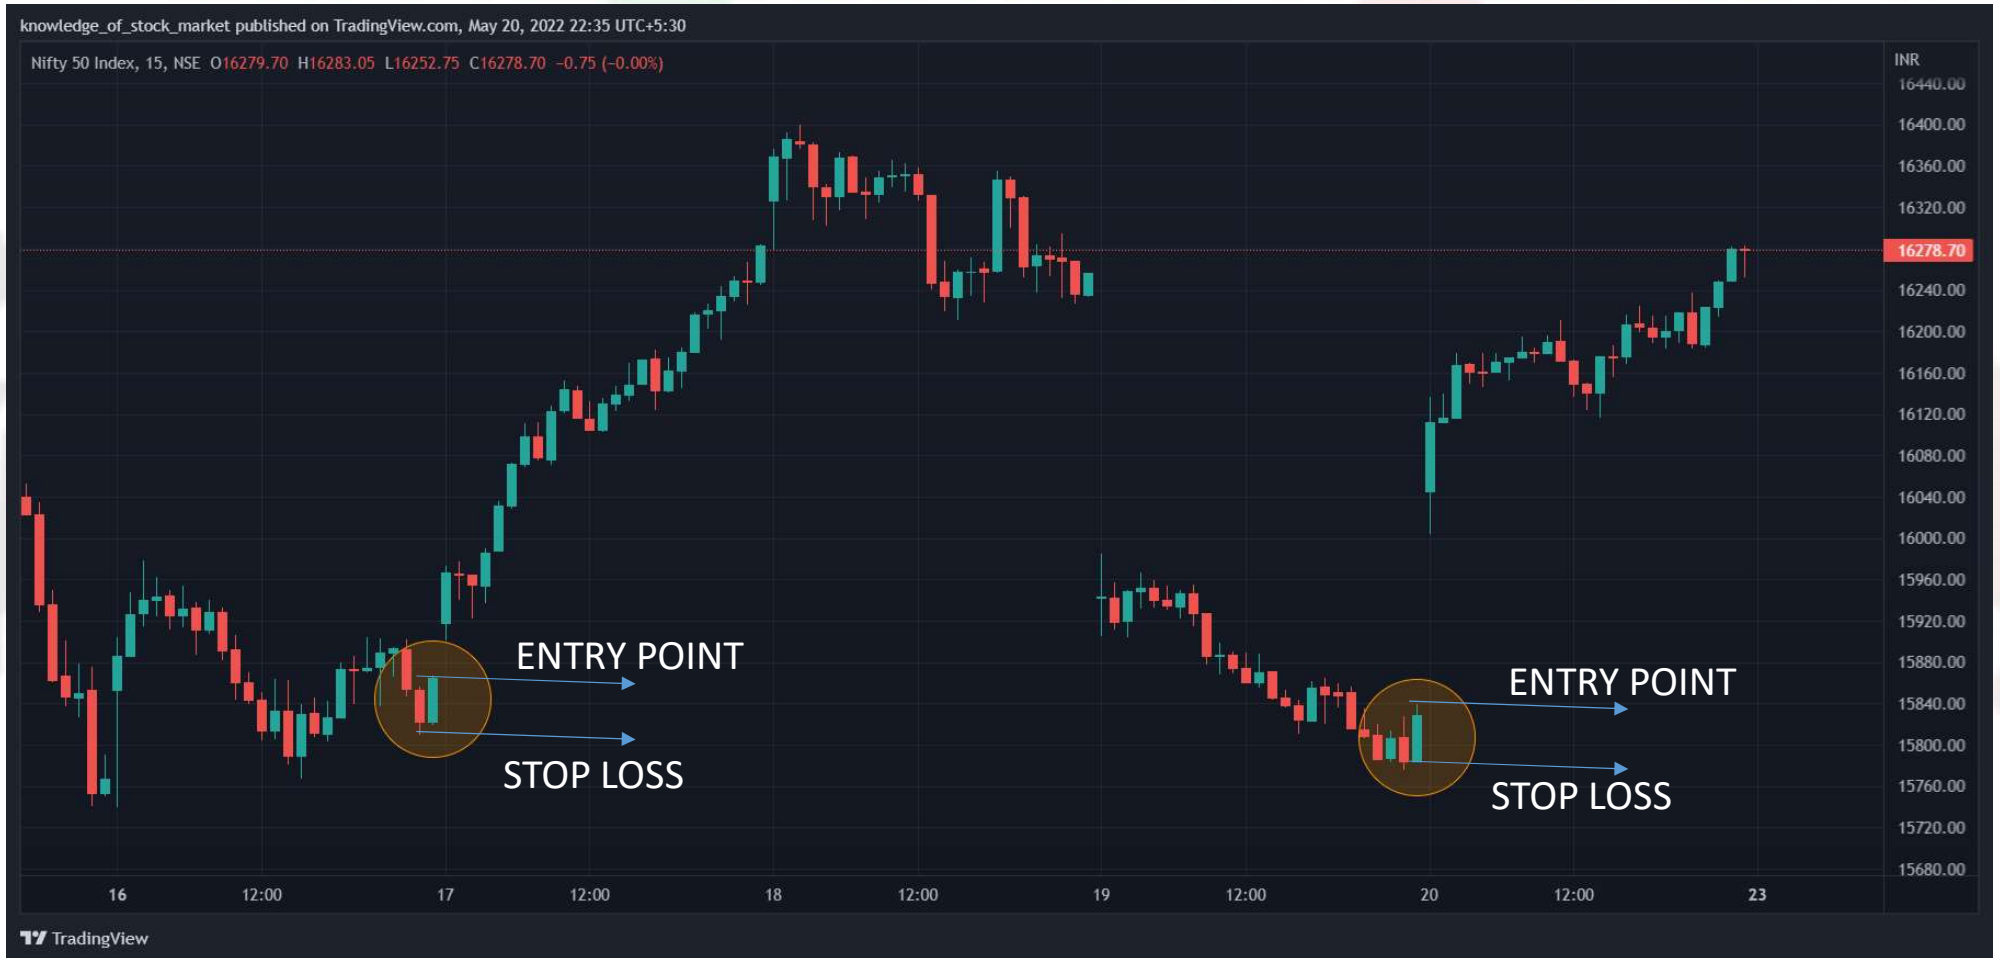 knowledge_of_stock_market published on TradingView.com, May 20, 2022 22:35 UTC+5:30
Nifty 50 Index, 15, NSE O16279.70 H16283.05 L16252.75 C16278.70 −0.75 (−0.00%)
INR
16440.00
16400.00
16360.00
16320.00
16278.70
16240.00
16200.00
16160.00
16120.00
16080.00
16040.00
16000.00
15960.00
15920.00
15880.00
15840.00
15800.00
15760.00
15720.00
15680.00
ENTRY POINT
STOP LOSS
ENTRY POINT
STOP LOSS
16 12:00 17 12:00 18 12:00 19 12:00 20 12:00 23
TradingView